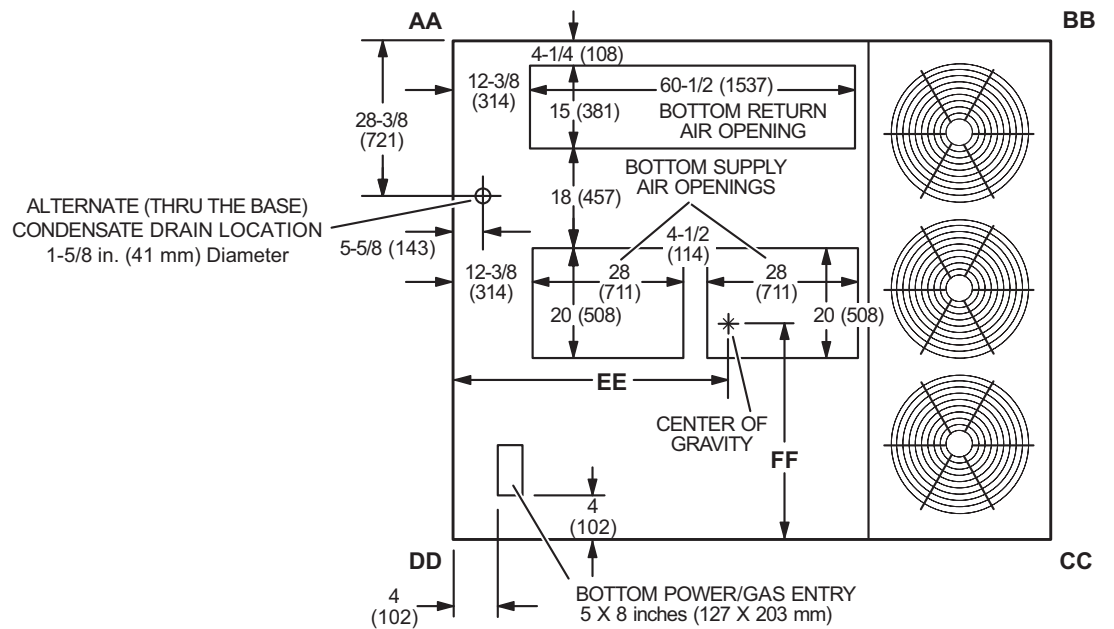 AA
BB
4-1/4 (108)
12-3/8
(314)
60-1/2 (1537)
15 (381)
BOTTOM RETURN
AIR OPENING
28-3/8
(721)
BOTTOM SUPPLY
AIR OPENINGS
18 (457)
ALTERNATE (THRU THE BASE)
CONDENSATE DRAIN LOCATION
1-5/8 in. (41 mm) Diameter
5-5/8 (143)
4-1/2
(114)
12-3/8
(314)
28
(711)
28
(711)
20 (508)
20 (508)
EE
CENTER OF
GRAVITY
FF
4
(102)
DD
CC
BOTTOM POWER/GAS ENTRY
5 X 8 inches (127 X 203 mm)
4
(102)